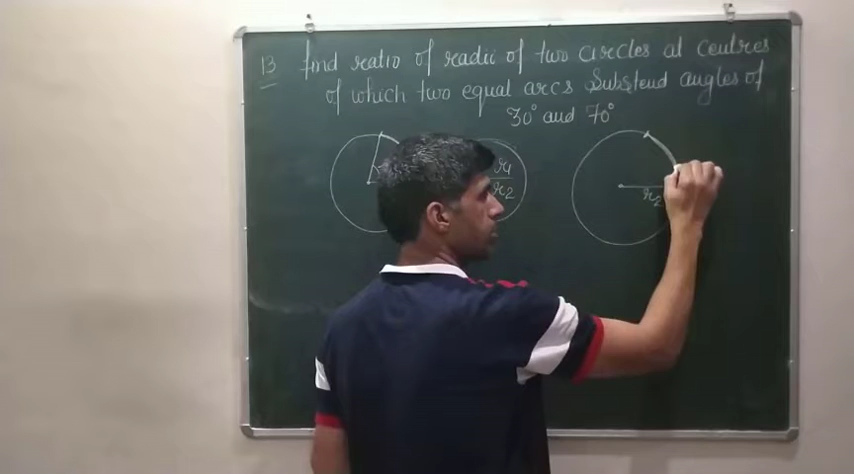 13 find ratio of radii of two circles at centres
of which two equal arcs Substend angles of
30° and 70°
r1
r2
r2